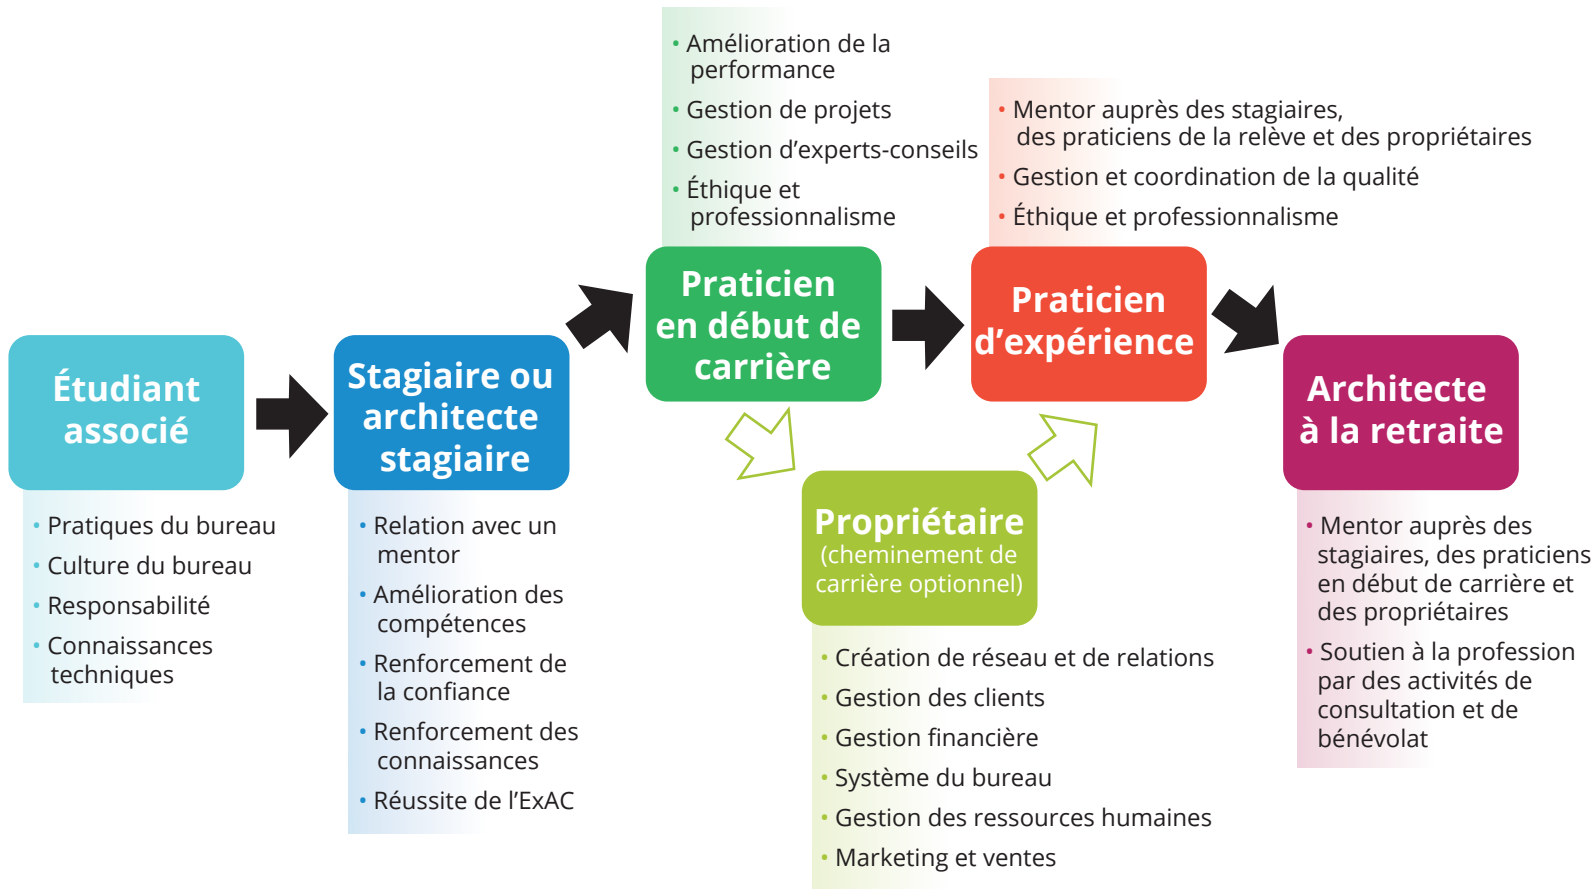 Étudiant
associé
• Pratiques du bureau
• Culture du bureau
• Responsabilité
• Connaissances
techniques
Stagiaire ou
architecte
stagiaire
• Relation avec un
mentor
• Amélioration des
compétences
• Renforcement de
la confiance
• Renforcement des
connaissances
• Réussite de l’ExAC
• Amélioration de la
performance
• Gestion de projets
• Gestion d’experts-conseils
• Éthique et
professionnalisme
Praticien
en début de
carrière
Propriétaire
(cheminement de
carrière optionnel)
• Création de réseau et de relations
• Gestion des clients
• Gestion financière
• Système du bureau
• Gestion des ressources humaines
• Marketing et ventes
• Mentor auprès des stagiaires,
des praticiens de la relève et des propriétaires
• Gestion et coordination de la qualité
• Éthique et professionnalisme
Praticien
d’expérience
Architecte
à la retraite
• Mentor auprès des
stagiaires, des praticiens
en début de carrière et
des propriétaires
• Soutien à la profession
par des activités de
consultation et de
bénévolat